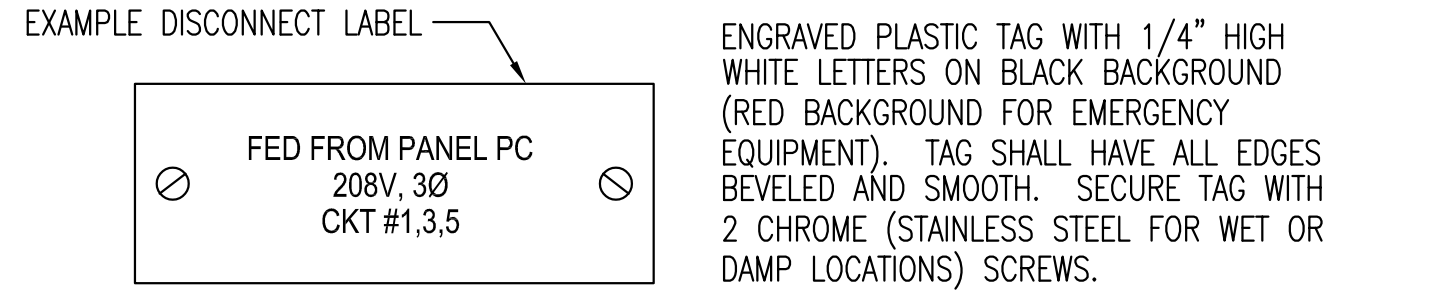 EXAMPLE DISCONNECT LABEL
FED FROM PANEL PC
208V, 3Ø
CKT #1,3,5
ENGRAVED PLASTIC TAG WITH 1/4" HIGH
WHITE LETTERS ON BLACK BACKGROUND
(RED BACKGROUND FOR EMERGENCY
EQUIPMENT). TAG SHALL HAVE ALL EDGES
BEVELED AND SMOOTH. SECURE TAG WITH
2 CHROME (STAINLESS STEEL FOR WET OR
DAMP LOCATIONS) SCREWS.